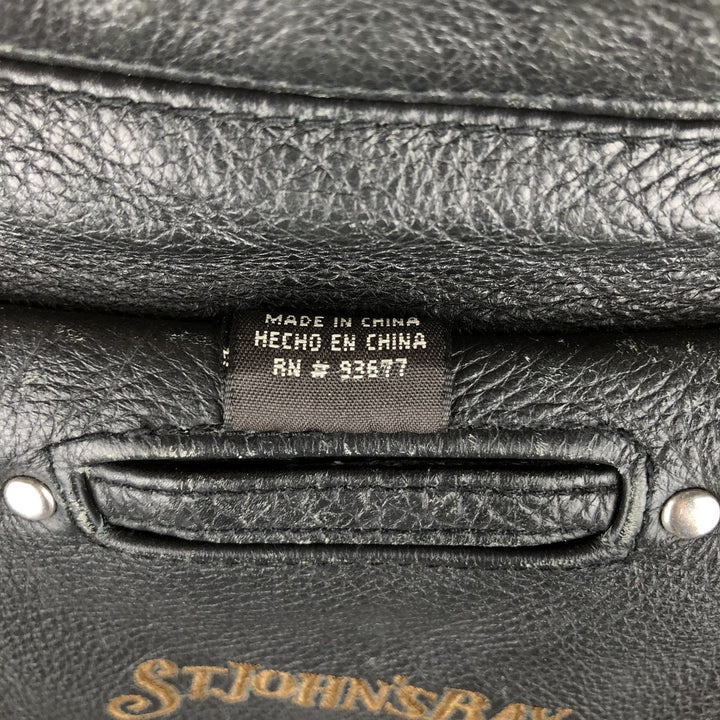 MADE IN CHINA
HECHO EN CHINA
RN # 93677
ST. JOHN'S BAY